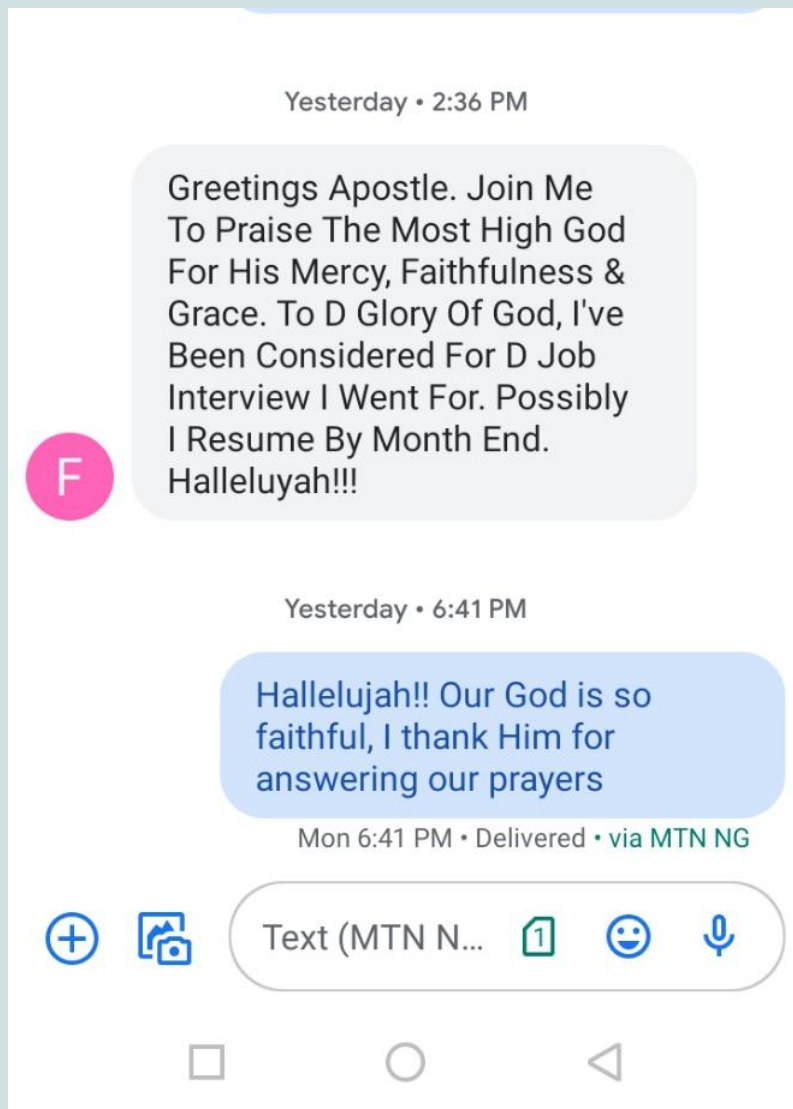 Yesterday • 2:36 PM
Greetings Apostle. Join Me
To Praise The Most High God
For His Mercy, Faithfulness &
Grace. To D Glory Of God, I've
Been Considered For D Job
Interview I Went For. Possibly
I Resume By Month End.
Halleluyah!!!
F
Yesterday • 6:41 PM
Hallelujah!! Our God is so
faithful, I thank Him for
answering our prayers
Mon 6:41 PM • Delivered • via MTN NG
Text (MTN N... 1